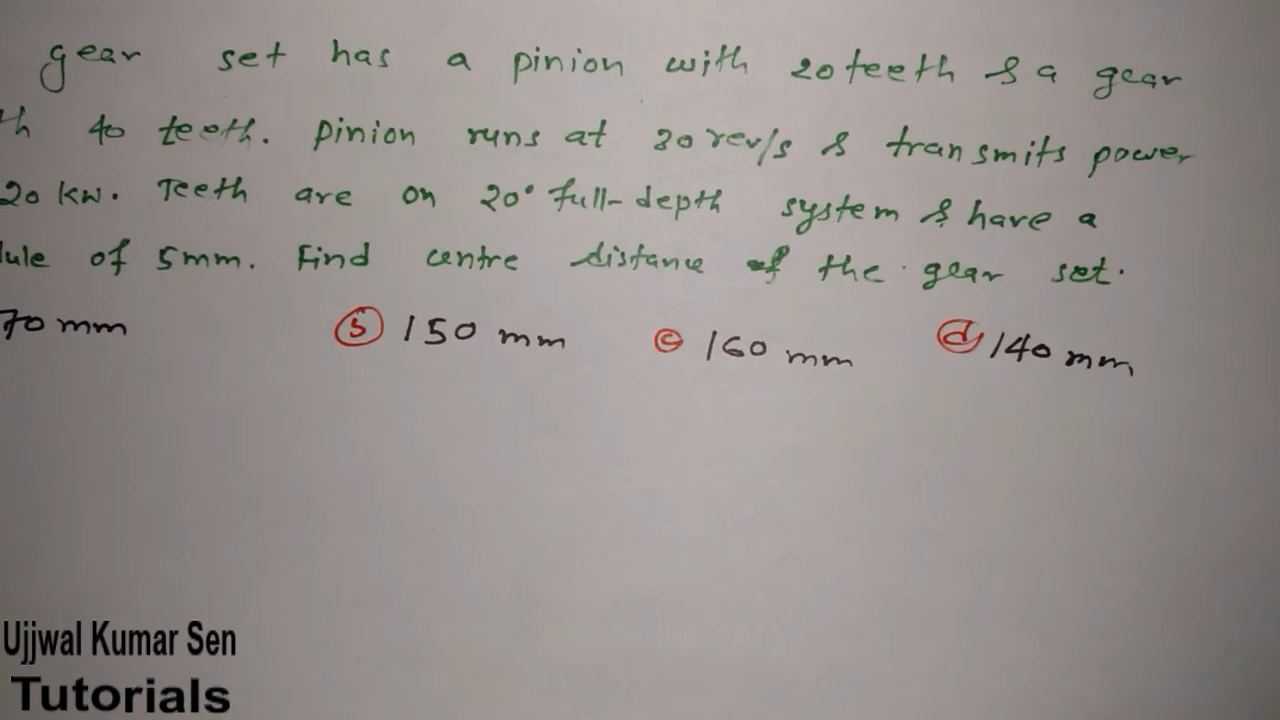 gear set has a pinion with 20 teeth & a gear
th 40 teeth. pinion runs at 30 rev/s & transmits power
20 kw. Teeth are on 20° full-depth system & have a
lule of 5mm. Find centre distance of the gear set.
70 mm (b) 150 mm (c) 160 mm (d) 140 mm
Ujjwal Kumar Sen
Tutorials